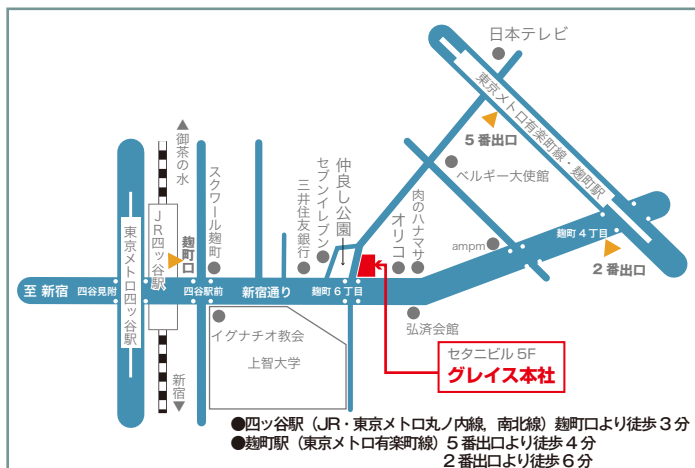 日本テレビ
東京メトロ有楽町線・麹町駅
5番出口
▲御茶の水
スクワール麹町
三井住友銀行
セブンイレブン
仲良し公園
ベルギー大使館
肉のハナマサ
オリコ
JR四ッ谷駅
麹町口
東京メトロ四ッ谷駅
ampm
麹町4丁目
2番出口
至 新宿
四谷見附
四谷駅前
新宿通り
麹町6丁目
弘済会館
イグナチオ教会
上智大学
新宿▼
セタニビル 5F
グレイス本社
●四ッ谷駅（JR・東京メトロ丸ノ内線，南北線）麹町口より徒歩3分
●麹町駅（東京メトロ有楽町線）5番出口より徒歩4分
2番出口より徒歩6分